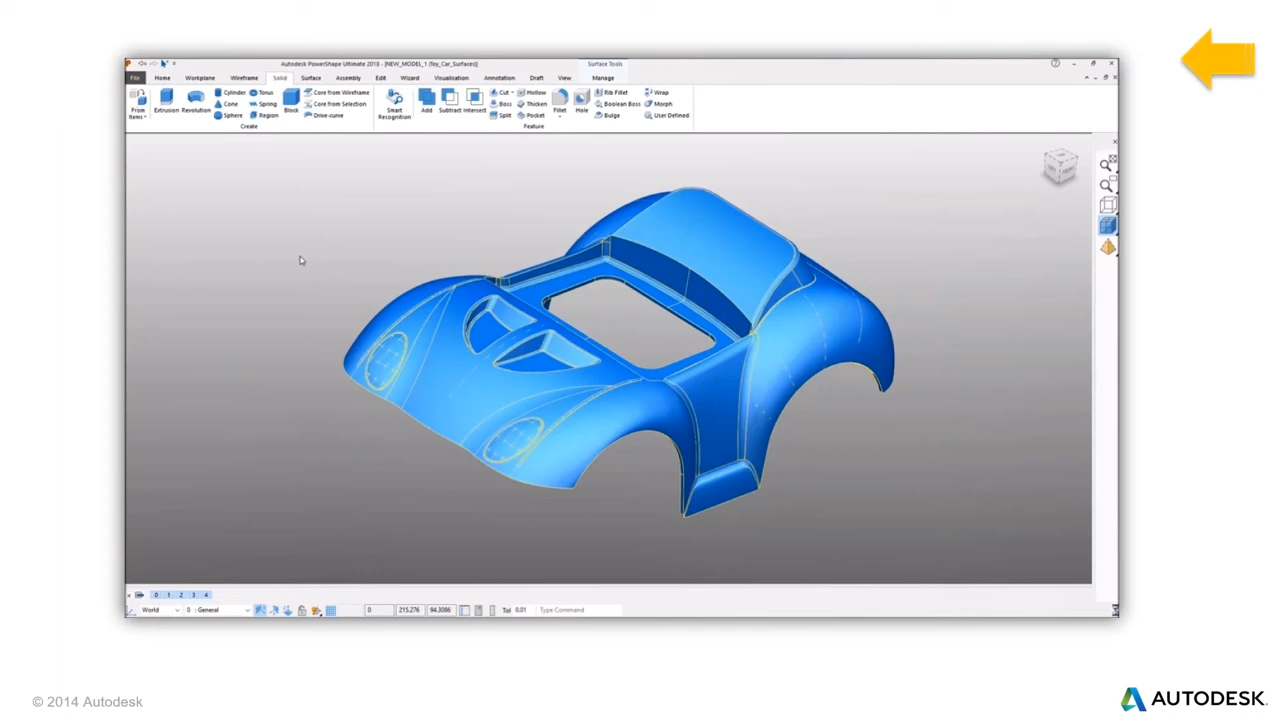 Autodesk PowerShape Ultimate 2018 - [NEW_MODEL_1 (Toy_Car_Surfaces)]
Surface Tools
File Home Workplane Wireframe Solid Surface Assembly Edit Wizard Visualisation Annotation Draft View Manage
From Items Extrusion Revolution Cylinder Cone Sphere Torus Spring Region Block Core from Wireframe Core from Selection Drive-curve
Create
Smart Recognition Add Subtract Intersect Cut Boss Split Hollow Thicken Pocket Fillet Hole Rib Fillet Boolean Boss Bulge Wrap Morph User Defined
Feature
0 1 2 3 4
World 0 : General 0 215.276 94.3086 Tol 0.01 Type Command
© 2014 Autodesk
AUTODESK.